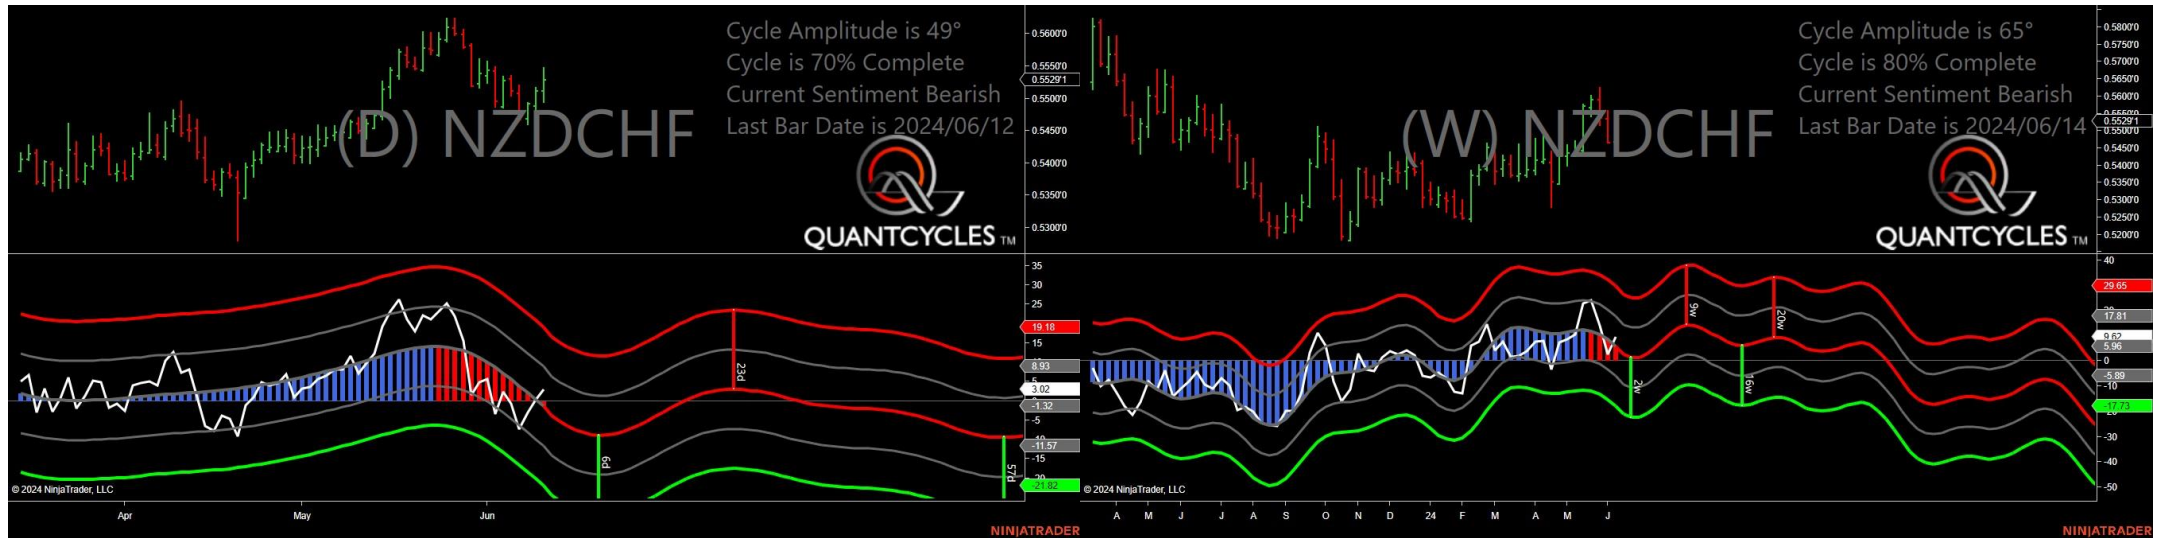 Cycle Amplitude is 49°
Cycle is 70% Complete
Current Sentiment Bearish
Last Bar Date is 2024/06/12
(D) NZDCHF
QUANTCYCLES TM
0.5600'0
0.5550'0
0.5529'1
0.5500'0
0.5450'0
0.5400'0
0.5350'0
0.5300'0
35
30
25
19.18
15
8.93
3.02
-1.32
-5
-11.57
-15
-21.82
23d
6d
57d
© 2024 NinjaTrader, LLC
Apr May Jun
NINJATRADER
Cycle Amplitude is 65°
Cycle is 80% Complete
Current Sentiment Bearish
Last Bar Date is 2024/06/14
(W) NZDCHF
QUANTCYCLES TM
0.5800'0
0.5750'0
0.5700'0
0.5650'0
0.5600'0
0.5529'1
0.5500'0
0.5450'0
0.5400'0
0.5350'0
0.5300'0
0.5250'0
0.5200'0
40
29.65
17.81
9.62
5.96
0
-5.89
-10
-17.73
-30
-40
-50
9w
20w
2w
16w
© 2024 NinjaTrader, LLC
A M J J A S O N D 24 F M A M J
NINJATRADER